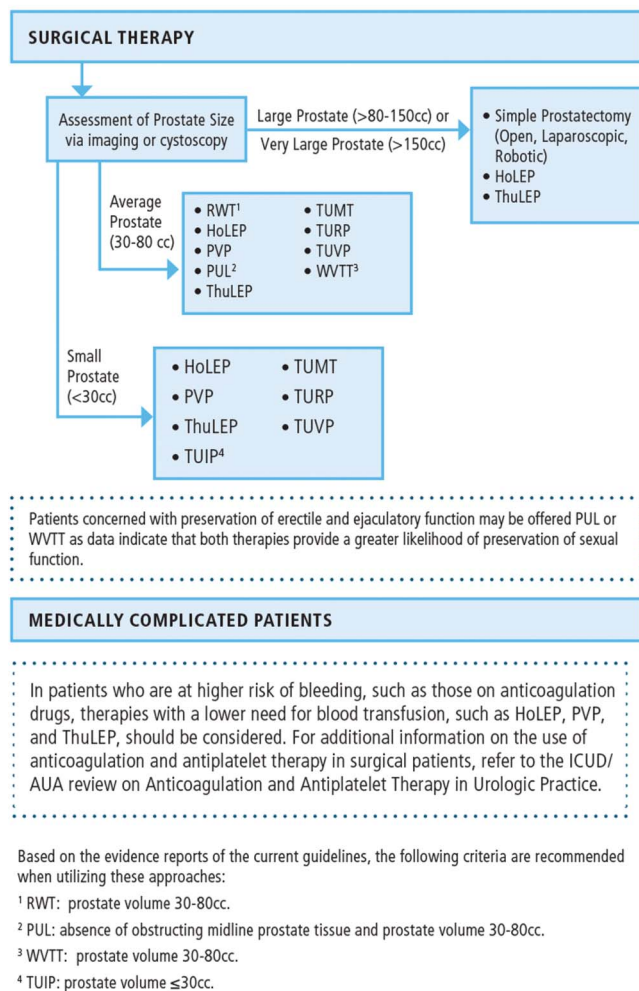 SURGICAL THERAPY
Assessment of Prostate Size
via imaging or cystoscopy
Large Prostate (>80-150cc) or
Very Large Prostate (>150cc)
• Simple Prostatectomy
(Open, Laparoscopic,
Robotic)
• HoLEP
• ThuLEP
Average
Prostate
(30-80 cc)
• RWT¹
• HoLEP
• PVP
• PUL²
• ThuLEP
• TUMT
• TURP
• TUVP
• WVTT³
Small
Prostate
(<30cc)
• HoLEP
• PVP
• ThuLEP
• TUIP⁴
• TUMT
• TURP
• TUVP
Patients concerned with preservation of erectile and ejaculatory function may be offered PUL or
WVTT as data indicate that both therapies provide a greater likelihood of preservation of sexual
function.
MEDICALLY COMPLICATED PATIENTS
In patients who are at higher risk of bleeding, such as those on anticoagulation
drugs, therapies with a lower need for blood transfusion, such as HoLEP, PVP,
and ThuLEP, should be considered. For additional information on the use of
anticoagulation and antiplatelet therapy in surgical patients, refer to the ICUD/
AUA review on Anticoagulation and Antiplatelet Therapy in Urologic Practice.
Based on the evidence reports of the current guidelines, the following criteria are recommended
when utilizing these approaches:
¹ RWT: prostate volume 30-80cc.
² PUL: absence of obstructing midline prostate tissue and prostate volume 30-80cc.
³ WVTT: prostate volume 30-80cc.
⁴ TUIP: prostate volume ≤30cc.